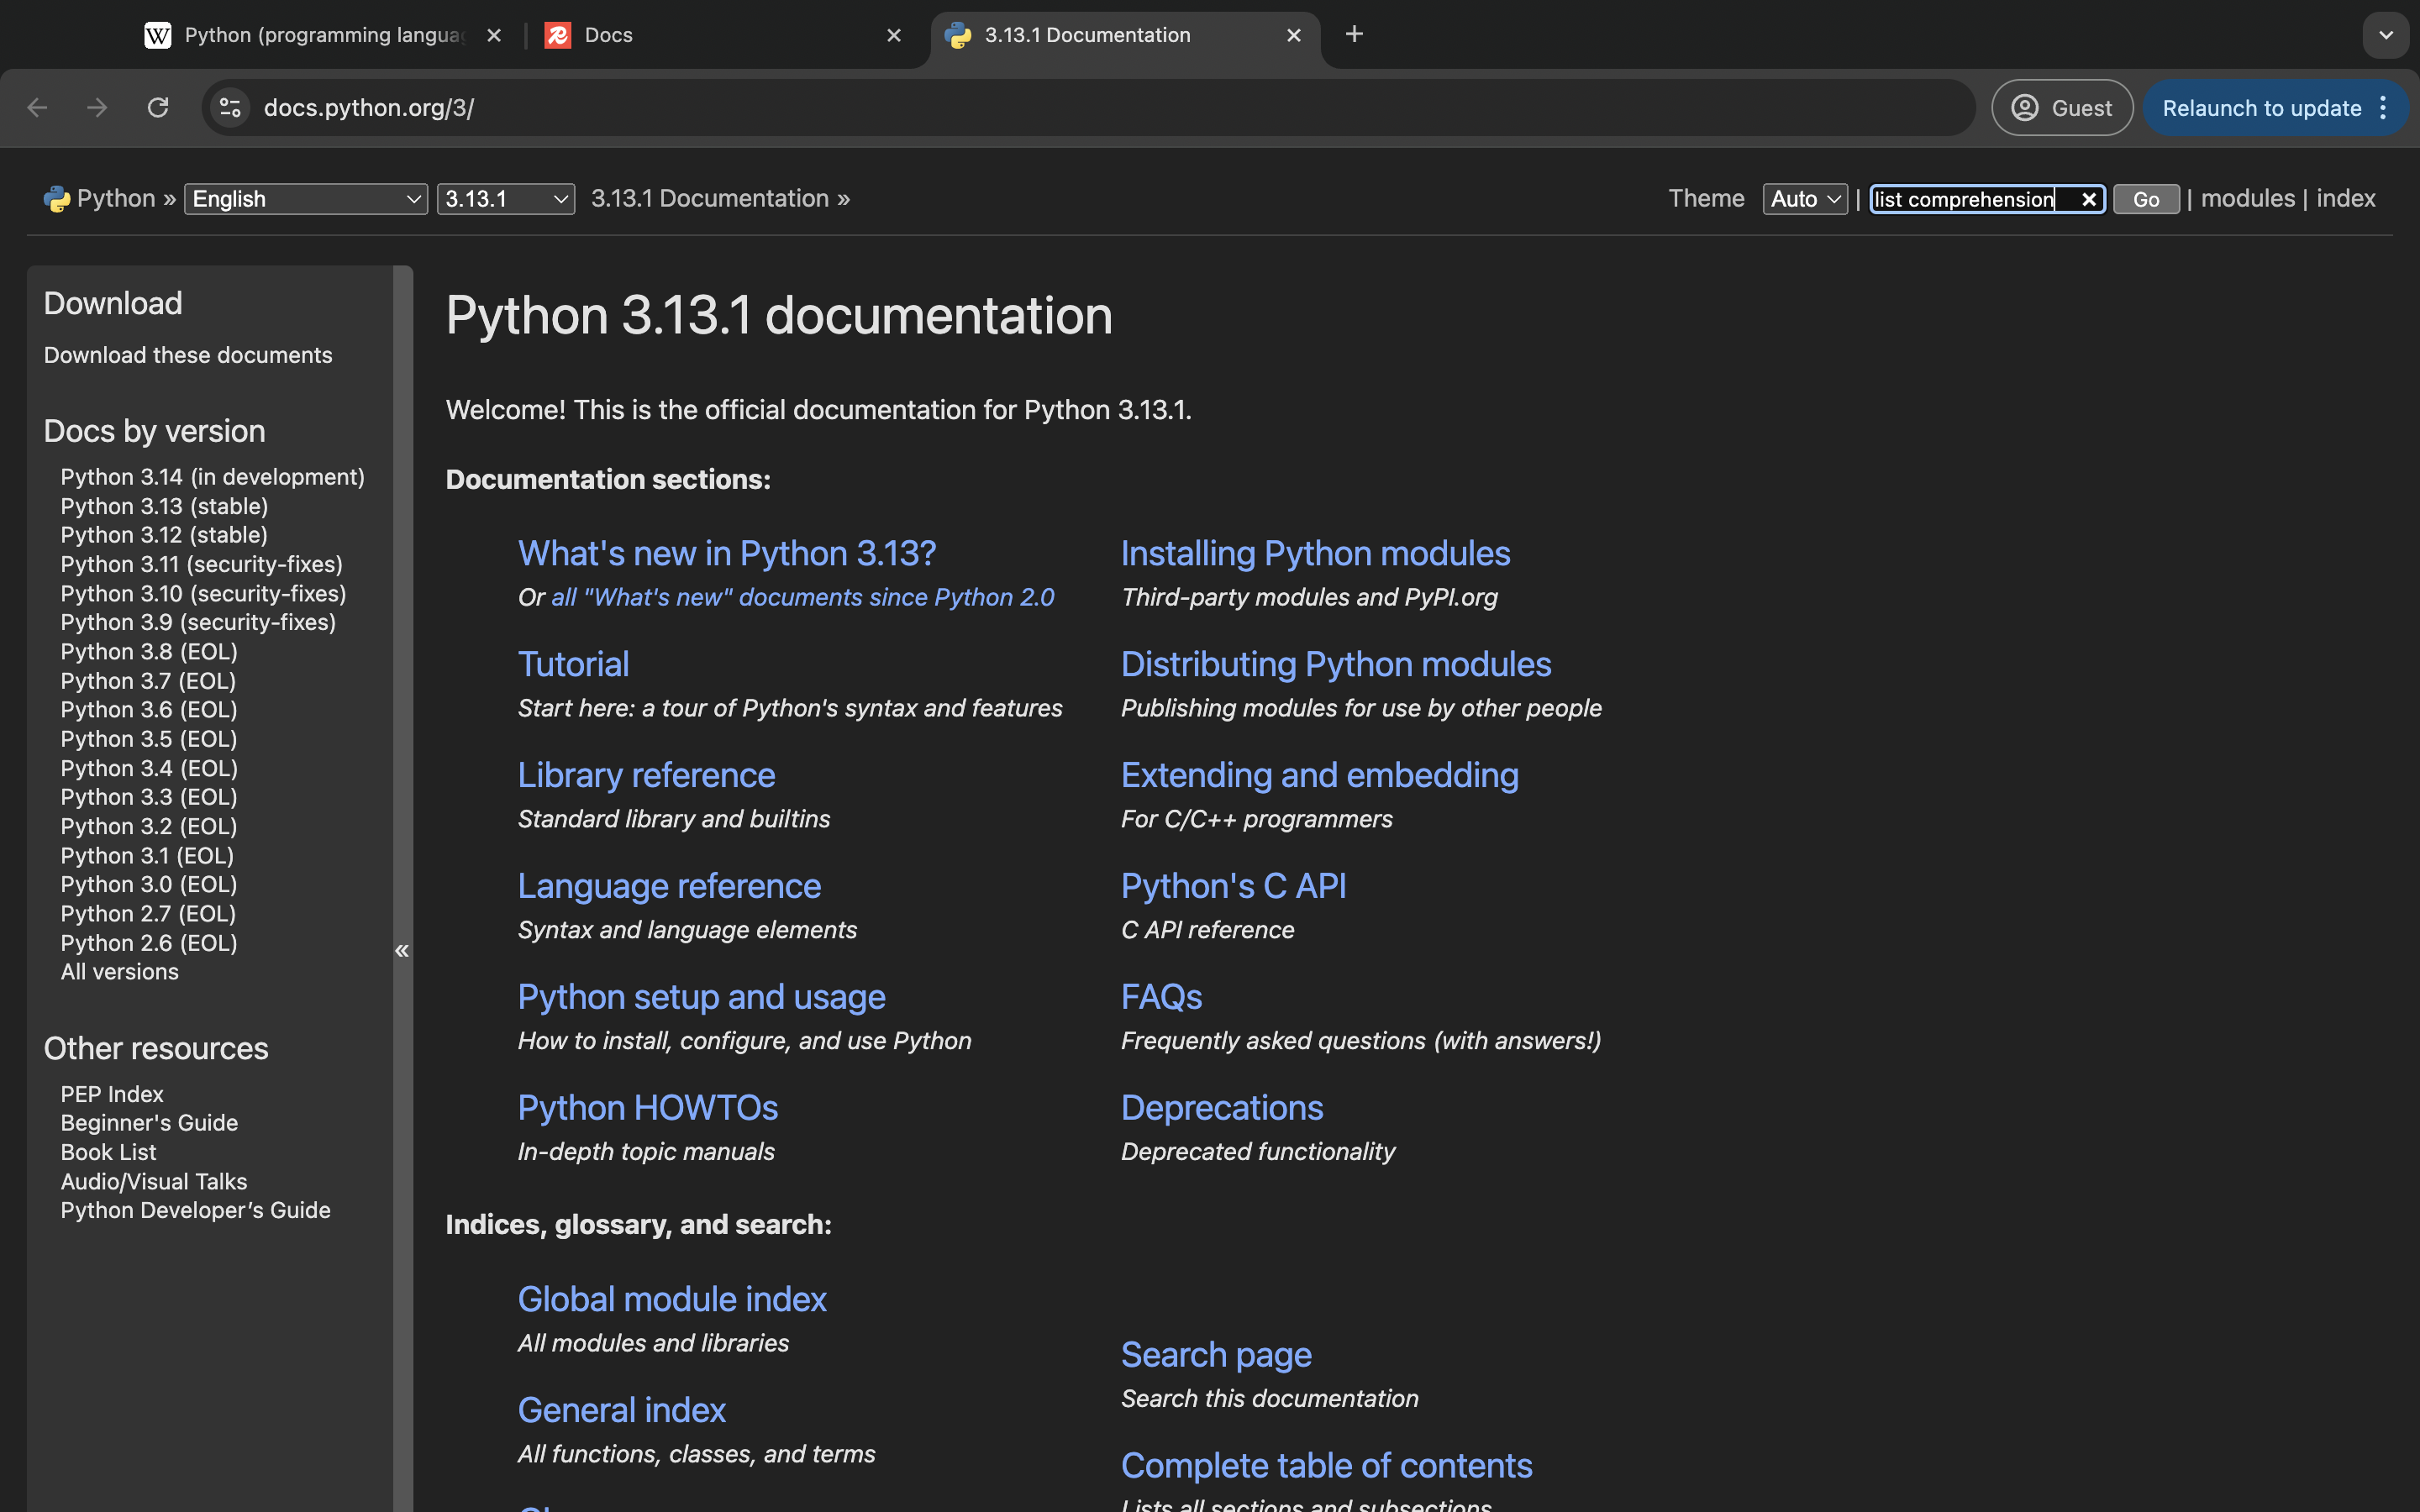 Python (programming langua
Docs
3.13.1 Documentation
docs.python.org/3/
Guest
Relaunch to update
Python » English 3.13.1 3.13.1 Documentation »
Theme Auto | list comprehension Go | modules | index
Download
Download these documents
Docs by version
Python 3.14 (in development)
Python 3.13 (stable)
Python 3.12 (stable)
Python 3.11 (security-fixes)
Python 3.10 (security-fixes)
Python 3.9 (security-fixes)
Python 3.8 (EOL)
Python 3.7 (EOL)
Python 3.6 (EOL)
Python 3.5 (EOL)
Python 3.4 (EOL)
Python 3.3 (EOL)
Python 3.2 (EOL)
Python 3.1 (EOL)
Python 3.0 (EOL)
Python 2.7 (EOL)
Python 2.6 (EOL)
All versions
Other resources
PEP Index
Beginner's Guide
Book List
Audio/Visual Talks
Python Developer’s Guide
«
Python 3.13.1 documentation
Welcome! This is the official documentation for Python 3.13.1.
Documentation sections:
What's new in Python 3.13?
Or all "What's new" documents since Python 2.0
Tutorial
Start here: a tour of Python's syntax and features
Library reference
Standard library and builtins
Language reference
Syntax and language elements
Python setup and usage
How to install, configure, and use Python
Python HOWTOs
In-depth topic manuals
Installing Python modules
Third-party modules and PyPI.org
Distributing Python modules
Publishing modules for use by other people
Extending and embedding
For C/C++ programmers
Python's C API
C API reference
FAQs
Frequently asked questions (with answers!)
Deprecations
Deprecated functionality
Indices, glossary, and search:
Global module index
All modules and libraries
General index
All functions, classes, and terms
Search page
Search this documentation
Complete table of contents
Lists all sections and subsections